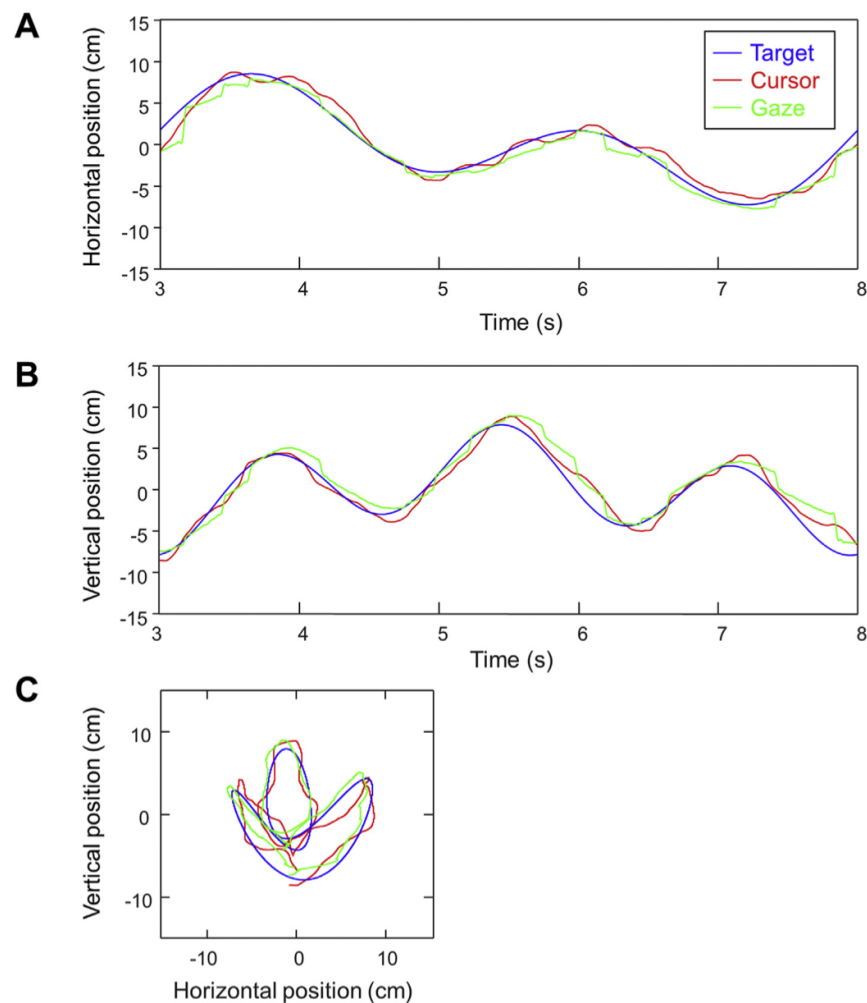 A
Horizontal position (cm)
15
10
5
0
-5
-10
-15
Target
Cursor
Gaze
3 4 5 6 7 8
Time (s)
B
Vertical position (cm)
15
10
5
0
-5
-10
-15
3 4 5 6 7 8
Time (s)
C
Vertical position (cm)
10
0
-10
-10 0 10
Horizontal position (cm)